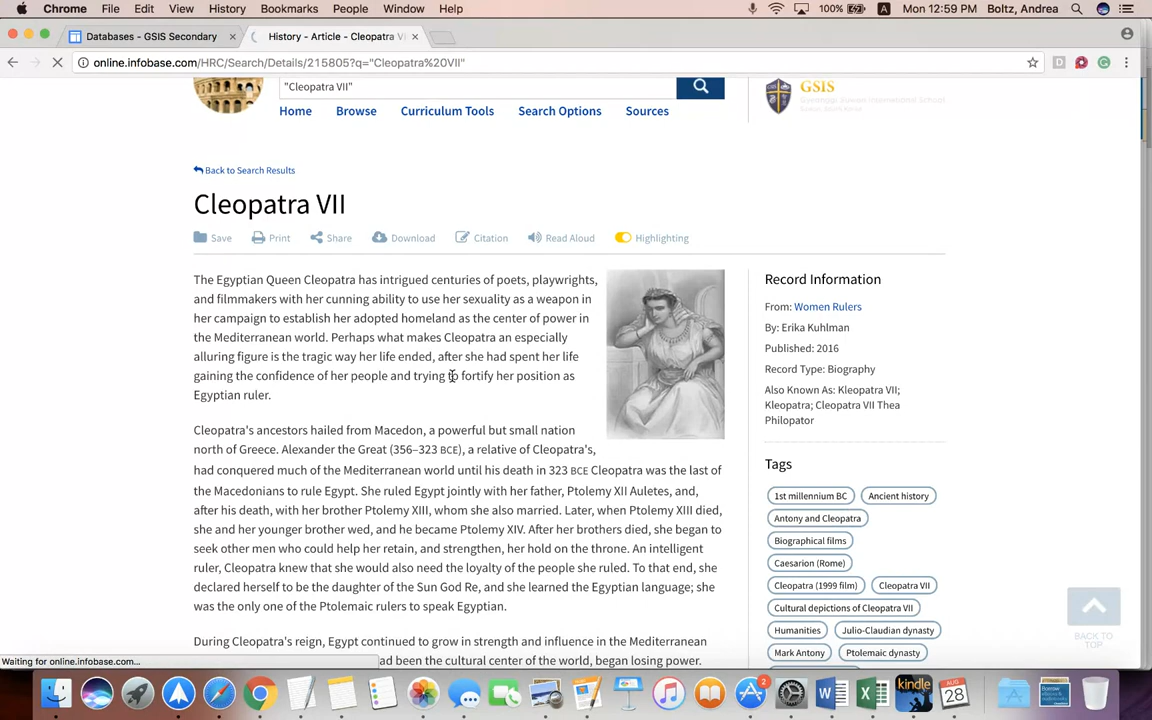 Chrome File Edit View History Bookmarks People Window Help 100% A Mon 12:59 PM Boltz, Andrea
Databases - GSIS Secondary × History - Article - Cleopatra V ×
online.infobase.com/HRC/Search/Details/215805?q="Cleopatra%20VII"
"Cleopatra VII"
GSIS
Home Browse Curriculum Tools Search Options Sources
Back to Search Results
Cleopatra VII
Save Print Share Download Citation Read Aloud Highlighting
The Egyptian Queen Cleopatra has intrigued centuries of poets, playwrights,
and filmmakers with her cunning ability to use her sexuality as a weapon in
her campaign to establish her adopted homeland as the center of power in
the Mediterranean world. Perhaps what makes Cleopatra an especially
alluring figure is the tragic way her life ended, after she had spent her life
gaining the confidence of her people and trying to fortify her position as
Egyptian ruler.
Cleopatra's ancestors hailed from Macedon, a powerful but small nation
north of Greece. Alexander the Great (356–323 BCE), a relative of Cleopatra's,
had conquered much of the Mediterranean world until his death in 323 BCE Cleopatra was the last of
the Macedonians to rule Egypt. She ruled Egypt jointly with her father, Ptolemy XII Auletes, and,
after his death, with her brother Ptolemy XIII, whom she also married. Later, when Ptolemy XIII died,
she and her younger brother wed, and he became Ptolemy XIV. After her brothers died, she began to
seek other men who could help her retain, and strengthen, her hold on the throne. An intelligent
ruler, Cleopatra knew that she would also need the loyalty of the people she ruled. To that end, she
declared herself to be the daughter of the Sun God Re, and she learned the Egyptian language; she
was the only one of the Ptolemaic rulers to speak Egyptian.
During Cleopatra's reign, Egypt continued to grow in strength and influence in the Mediterranean
ad been the cultural center of the world, began losing power.
Record Information
From: Women Rulers
By: Erika Kuhlman
Published: 2016
Record Type: Biography
Also Known As: Kleopatra VII;
Kleopatra; Cleopatra VII Thea
Philopator
Tags
1st millennium BC Ancient history
Antony and Cleopatra
Biographical films
Caesarion (Rome)
Cleopatra (1999 film) Cleopatra VII
Cultural depictions of Cleopatra VII
Humanities Julio-Claudian dynasty
Mark Antony Ptolemaic dynasty
BACK TO
TOP
Waiting for online.infobase.com...
2
W
kindle
AUG
28